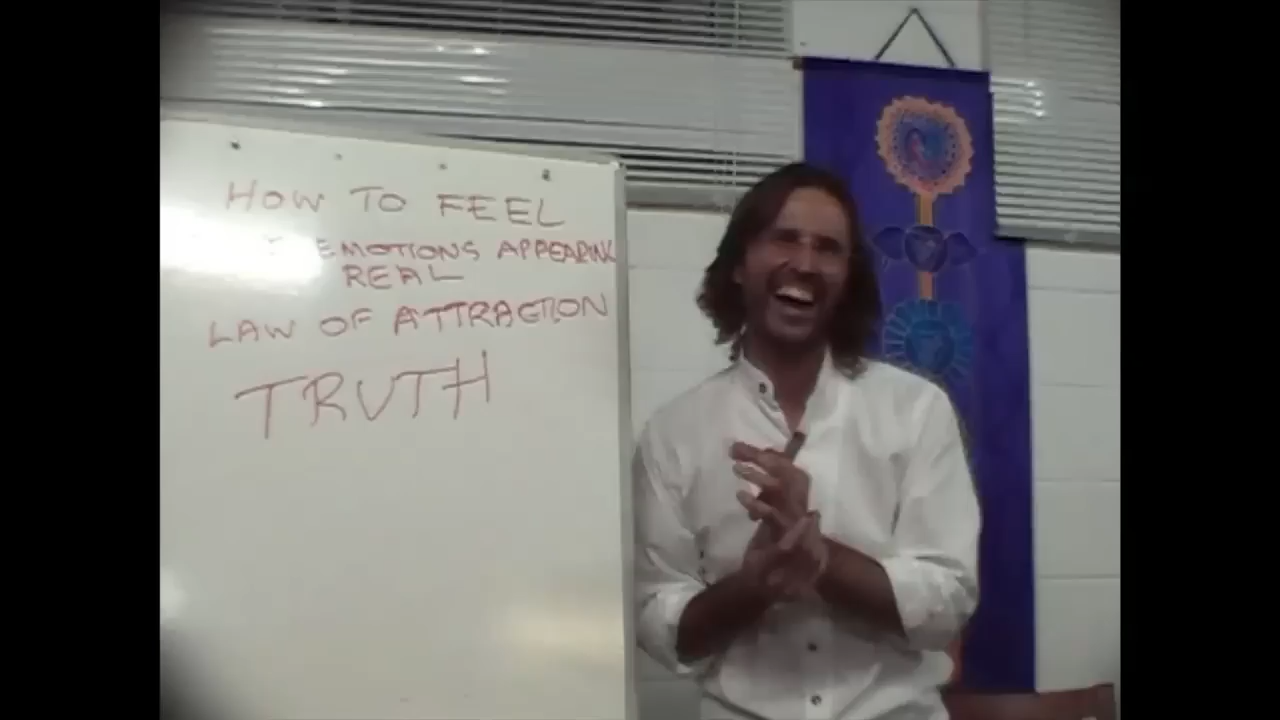 HOW TO FEEL
EMOTIONS APPEARING
REAL
LAW OF ATTRACTION
TRUTH